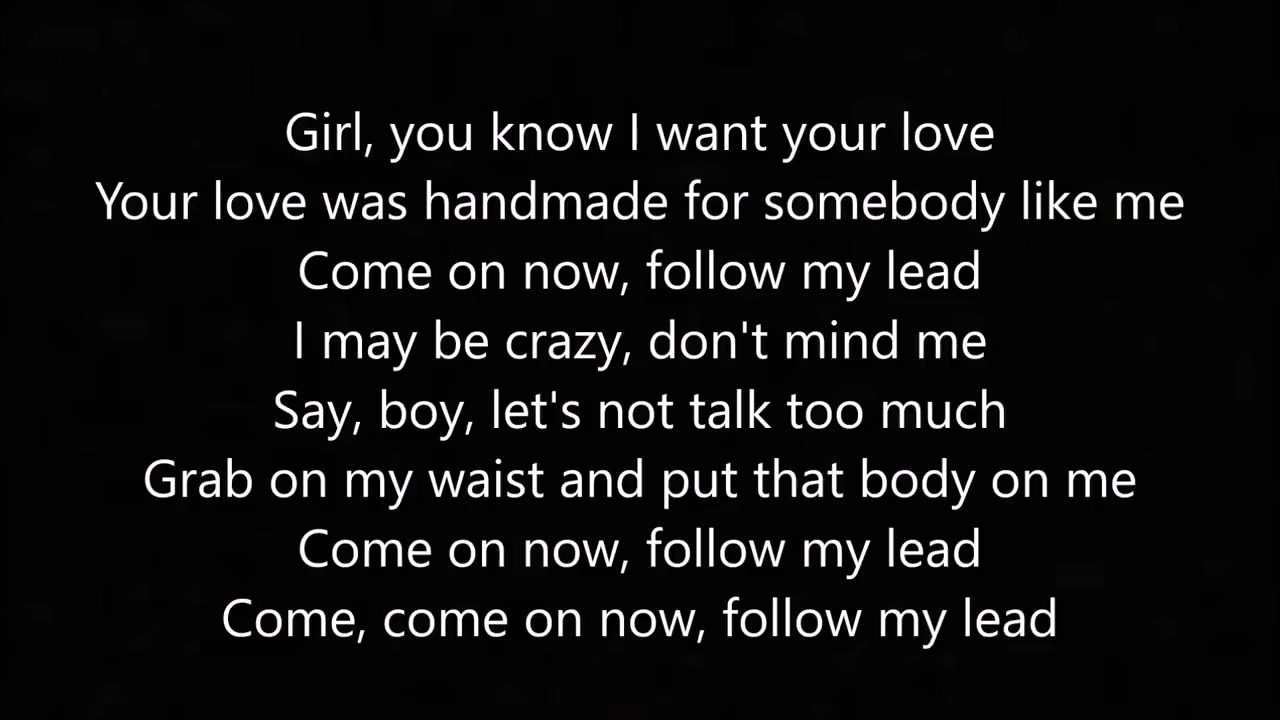 Girl, you know I want your love
Your love was handmade for somebody like me
Come on now, follow my lead
I may be crazy, don't mind me
Say, boy, let's not talk too much
Grab on my waist and put that body on me
Come on now, follow my lead
Come, come on now, follow my lead